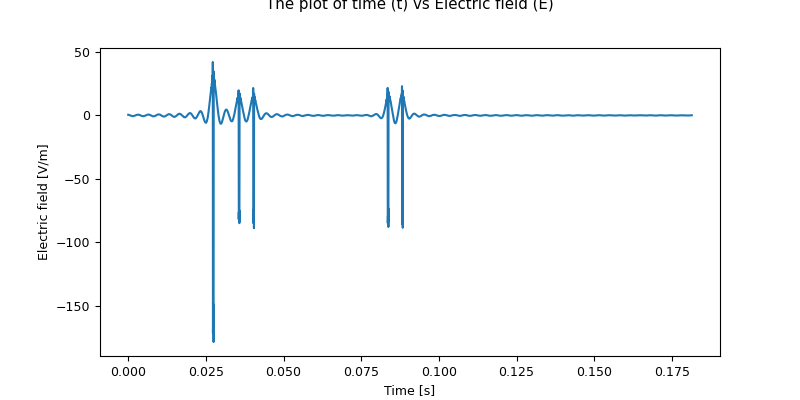 The plot of time (t) vs Electric field (E)
50
0
−50
−100
−150
Electric field [V/m]
0.000 0.025 0.050 0.075 0.100 0.125 0.150 0.175
Time [s]